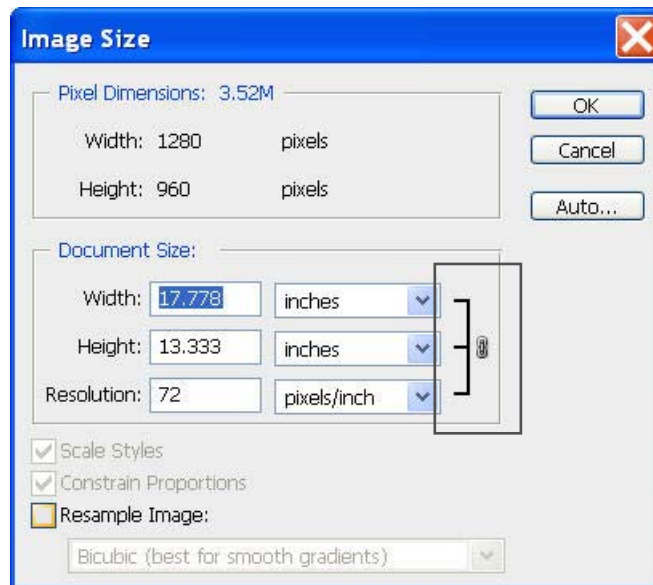 Image Size
Pixel Dimensions: 3.52M
OK
Width: 1280 pixels
Cancel
Height: 960 pixels
Auto...
Document Size:
Width: 17.778 inches
Height: 13.333 inches
Resolution: 72 pixels/inch
Scale Styles
Constrain Proportions
Resample Image:
Bicubic (best for smooth gradients)